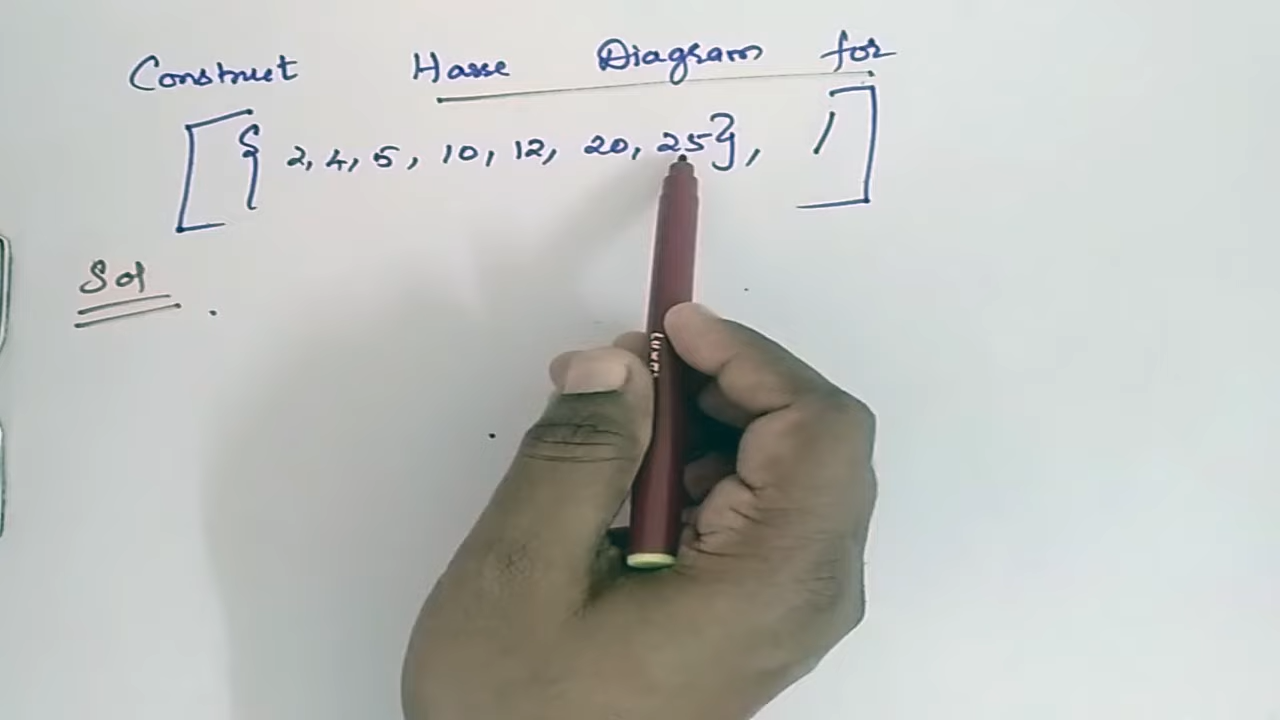 Construct Hasse Diagram for
[{ 2, 4, 5, 10, 12, 20, 25}, / ]
Sol